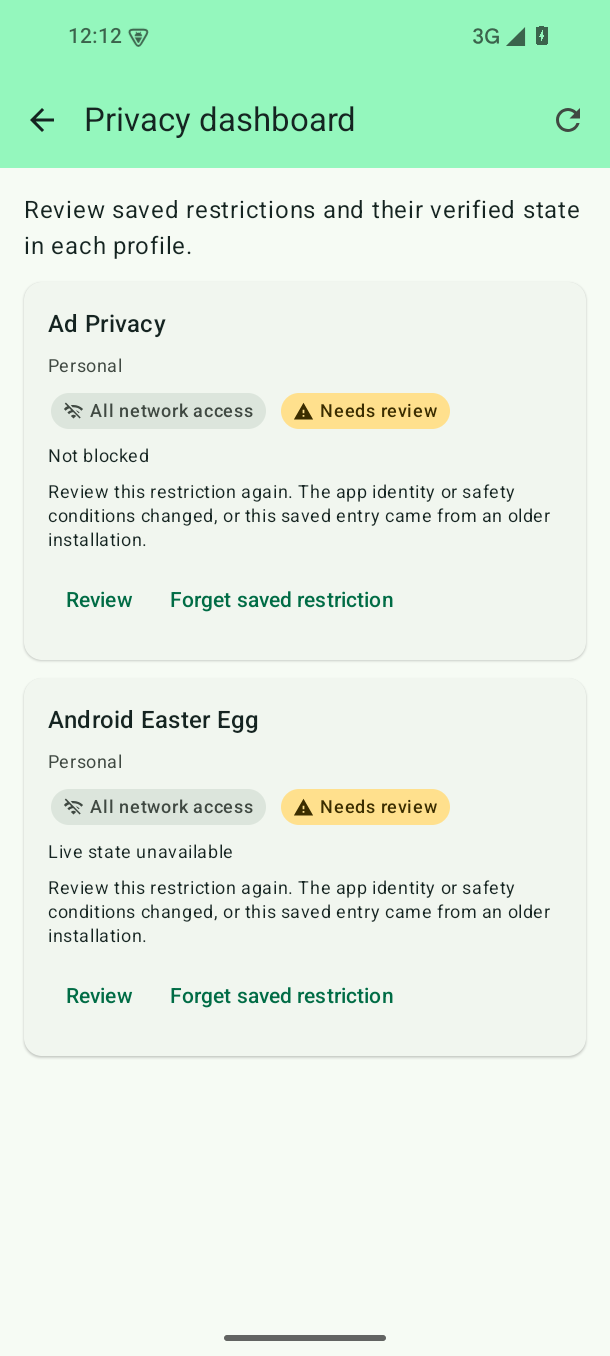 12:12
3G
Privacy dashboard
Review saved restrictions and their verified state
in each profile.
Ad Privacy
Personal
All network access
Needs review
Not blocked
Review this restriction again. The app identity or safety
conditions changed, or this saved entry came from an older
installation.
Review
Forget saved restriction
Android Easter Egg
Personal
All network access
Needs review
Live state unavailable
Review this restriction again. The app identity or safety
conditions changed, or this saved entry came from an older
installation.
Review
Forget saved restriction